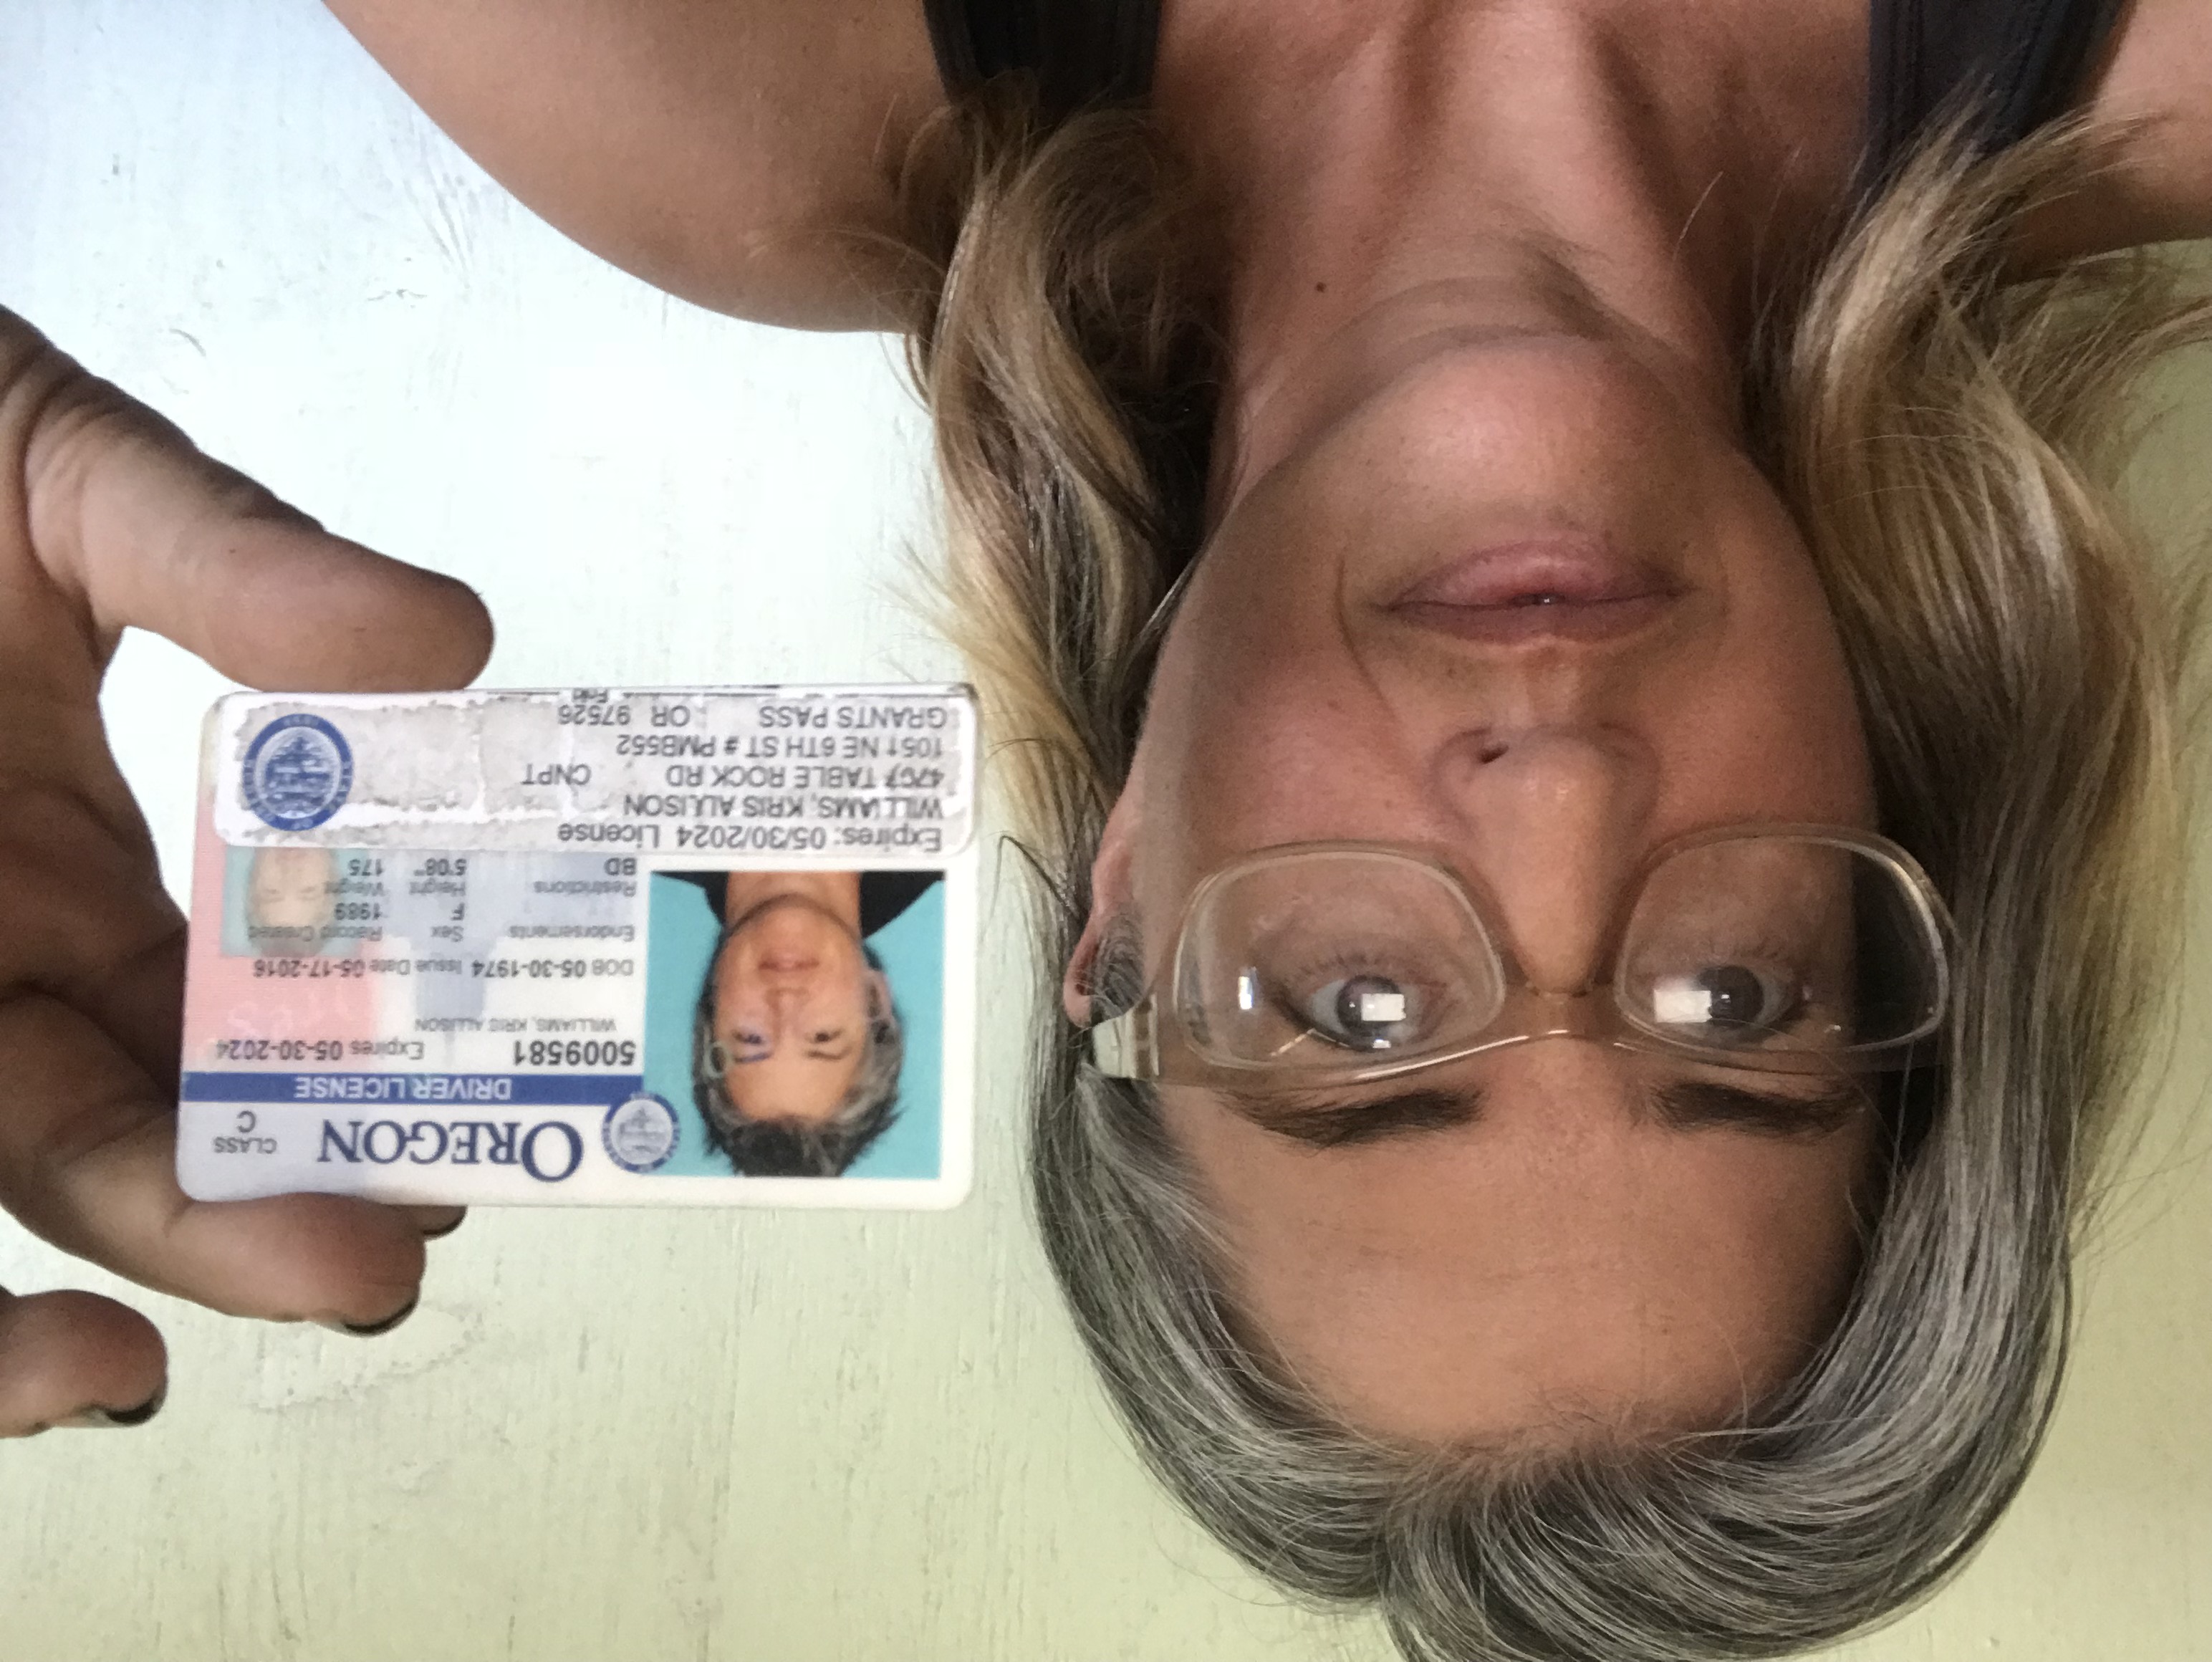 OREGON
CLASS
C
DRIVER LICENSE
5009581 Expires 05-30-2024
WILLIAMS, KRIS ALLISON
DOB 05-30-1974 Issue Date 05-17-2016
Endorsements Sex Record Created
F 1989
Restrictions Height Weight
BD 5'08" 175
Expires: 05/30/2024 License
WILLIAMS, KRIS ALLISON
TABLE ROCK RD , CNPT
1051 NE 6TH ST # PMB552
GRANTS PASS OR 97526
Fold